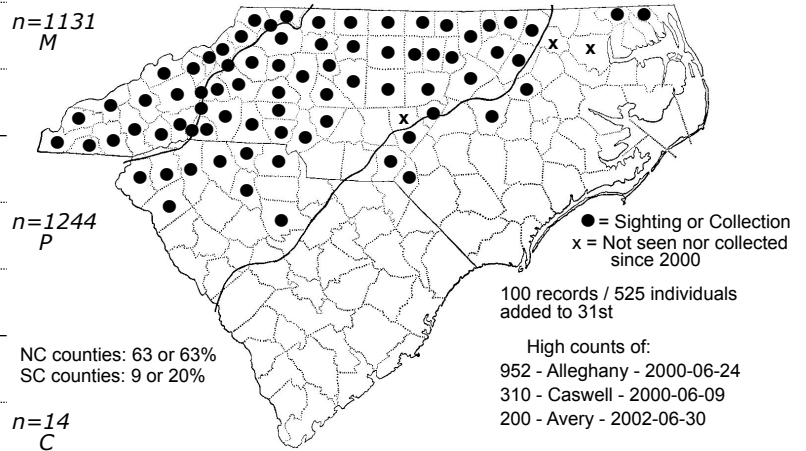 n=1131
M
n=1244
P
n=14
C
NC counties: 63 or 63%
SC counties: 9 or 20%
x
x
x
= Sighting or Collection
x = Not seen nor collected
since 2000
100 records / 525 individuals
added to 31st
High counts of:
952 - Alleghany - 2000-06-24
310 - Caswell - 2000-06-09
200 - Avery - 2002-06-30